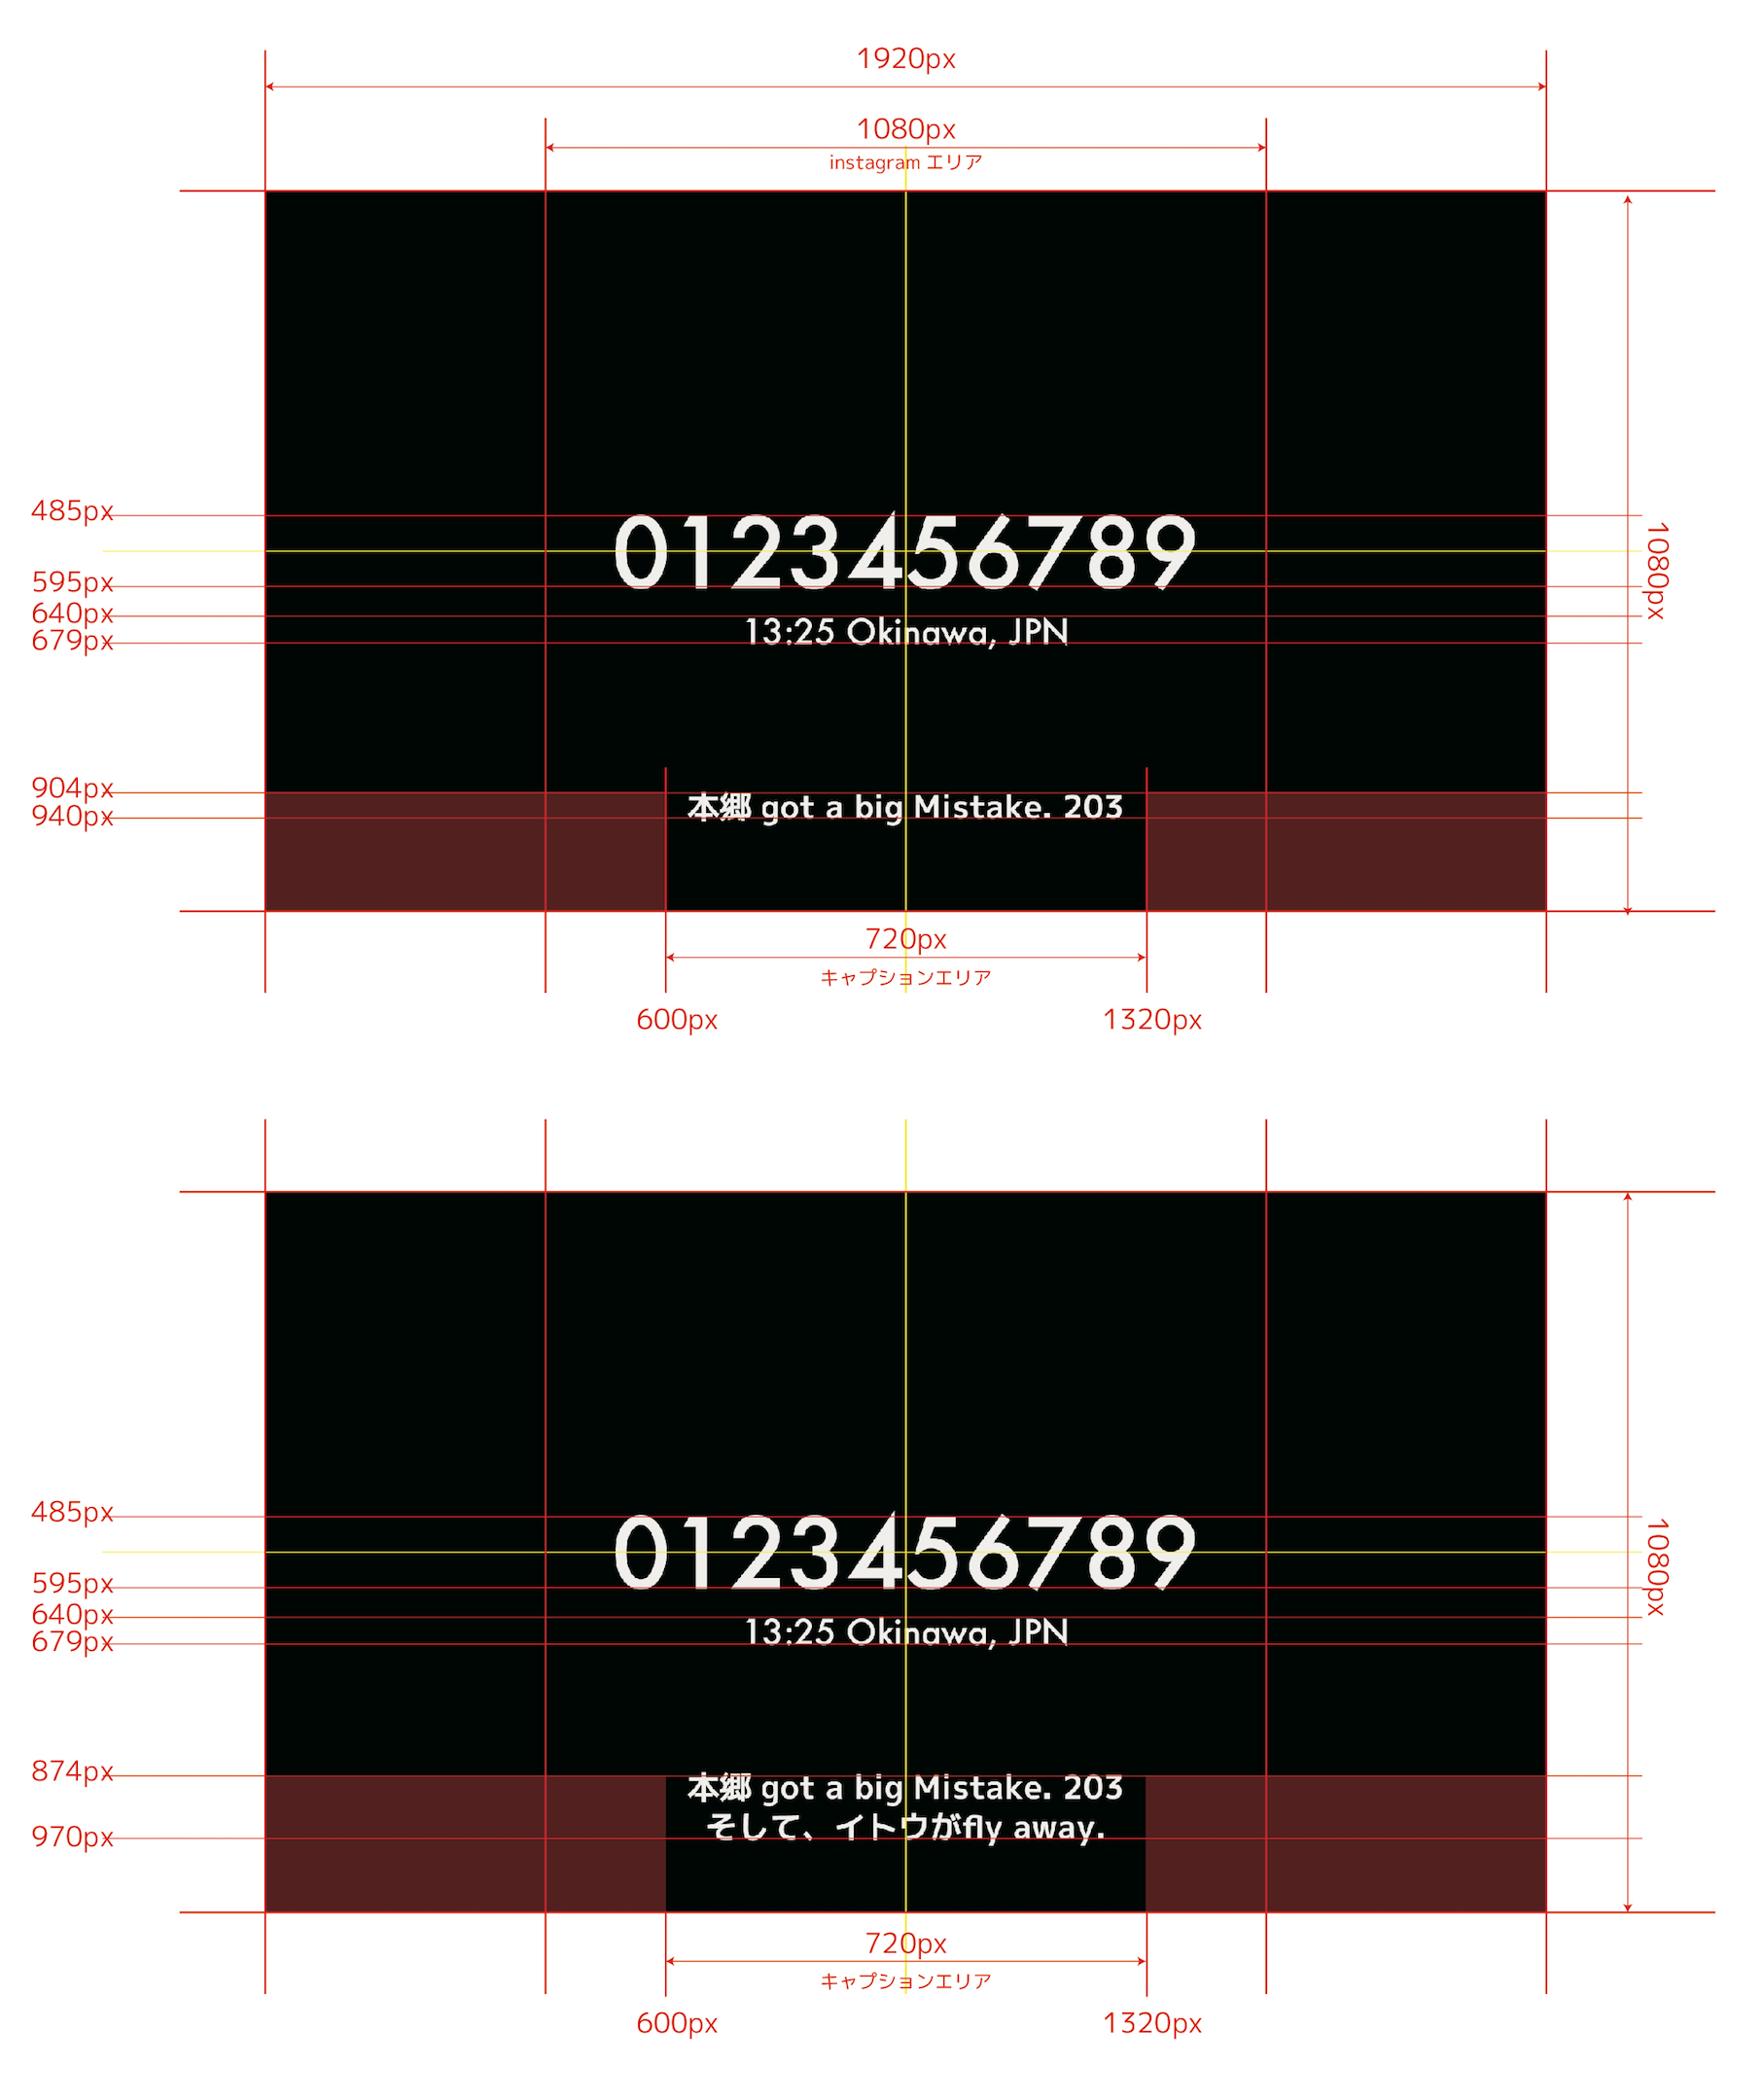 1920px
1080px
instagram エリア
485px
0123456789
1080px
595px
640px
13:25 Okinawa, JPN
679px
904px
本郷 got a big Mistake. 203
940px
720px
キャプションエリア
600px
1320px
485px
0123456789
1080px
595px
640px
13:25 Okinawa, JPN
679px
874px
本郷 got a big Mistake. 203
そして、イトウがfly away.
970px
720px
キャプションエリア
600px
1320px